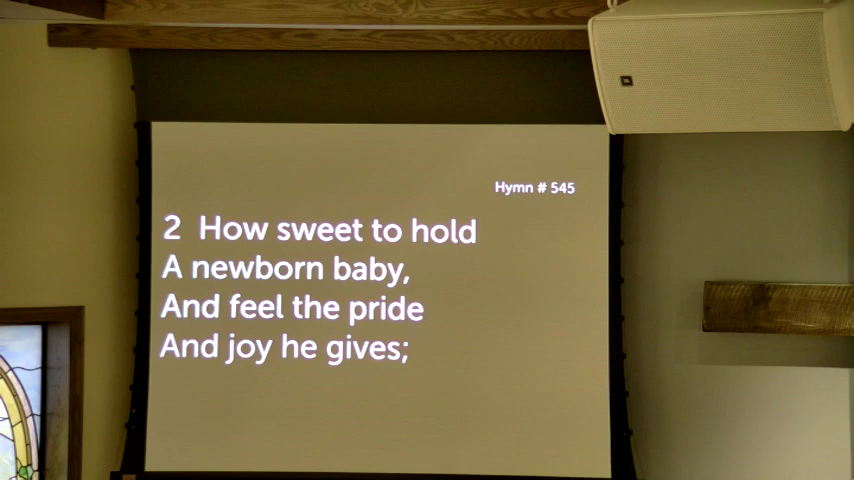 Hymn # 545
2 How sweet to hold
A newborn baby,
And feel the pride
And joy he gives;